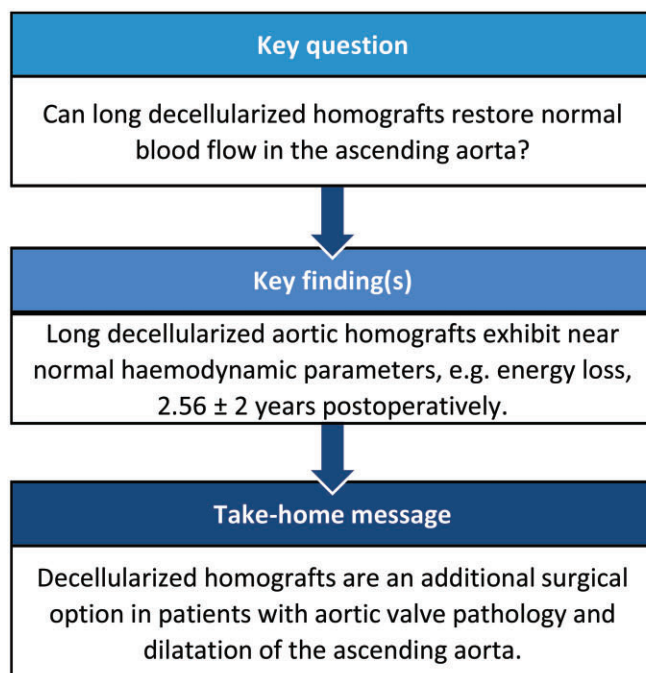 Key question
Can long decellularized homografts restore normal
blood flow in the ascending aorta?
Key finding(s)
Long decellularized aortic homografts exhibit near
normal haemodynamic parameters, e.g. energy loss,
2.56 ± 2 years postoperatively.
Take-home message
Decellularized homografts are an additional surgical
option in patients with aortic valve pathology and
dilatation of the ascending aorta.